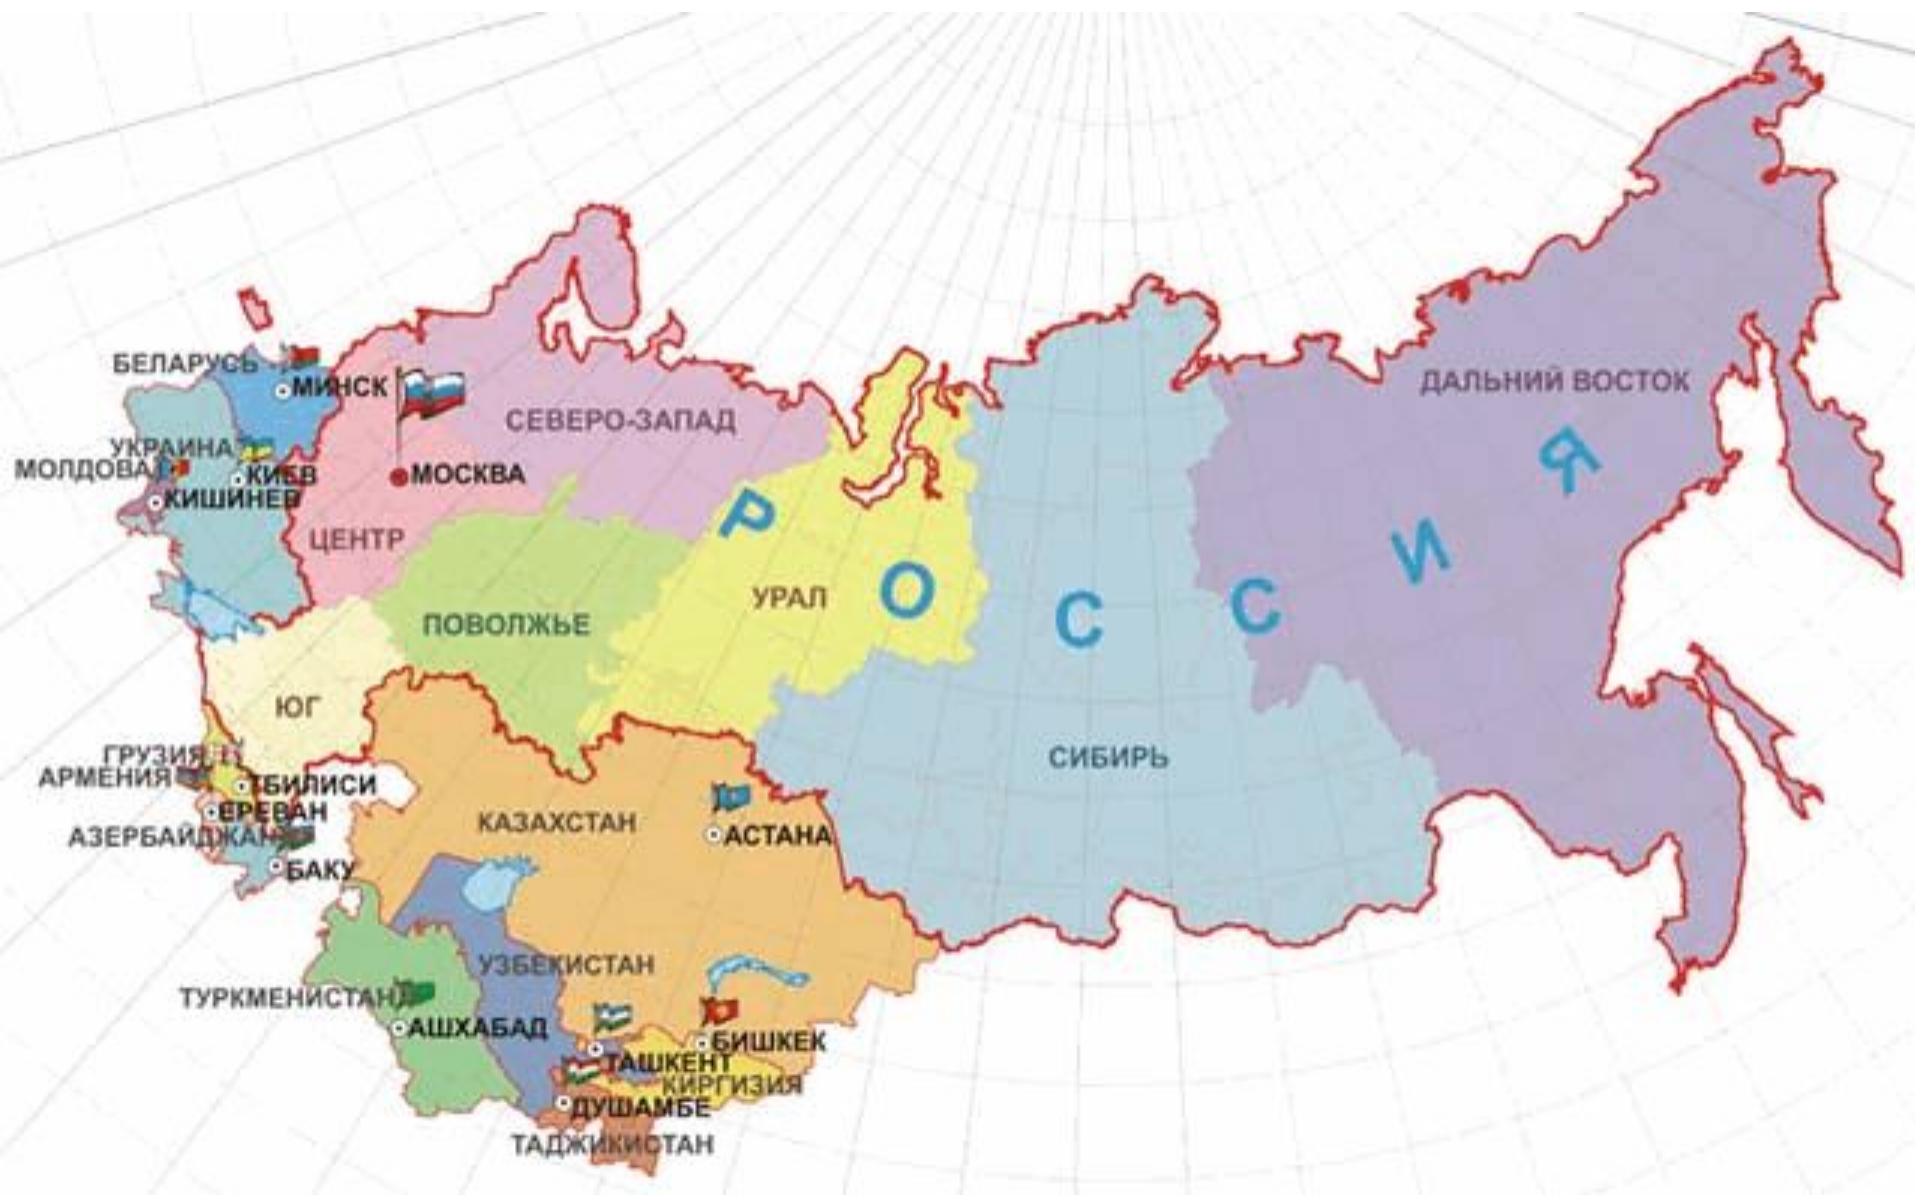 БЕЛАРУСЬ
МИНСК
ДАЛЬНИЙ ВОСТОК
СЕВЕРО-ЗАПАД
УКРАИНА
МОЛДОВА
КИЕВ
МОСКВА
КИШИНЕВ
ЦЕНТР
РОССИЯ
УРАЛ
ПОВОЛЖЬЕ
ЮГ
ГРУЗИЯ
СИБИРЬ
АРМЕНИЯ
ТБИЛИСИ
ЕРЕВАН
КАЗАХСТАН
АСТАНА
АЗЕРБАЙДЖАН
БАКУ
УЗБЕКИСТАН
ТУРКМЕНИСТАН
АШХАБАД
БИШКЕК
ТАШКЕНТ
КИРГИЗИЯ
ДУШАМБЕ
ТАДЖИКИСТАН